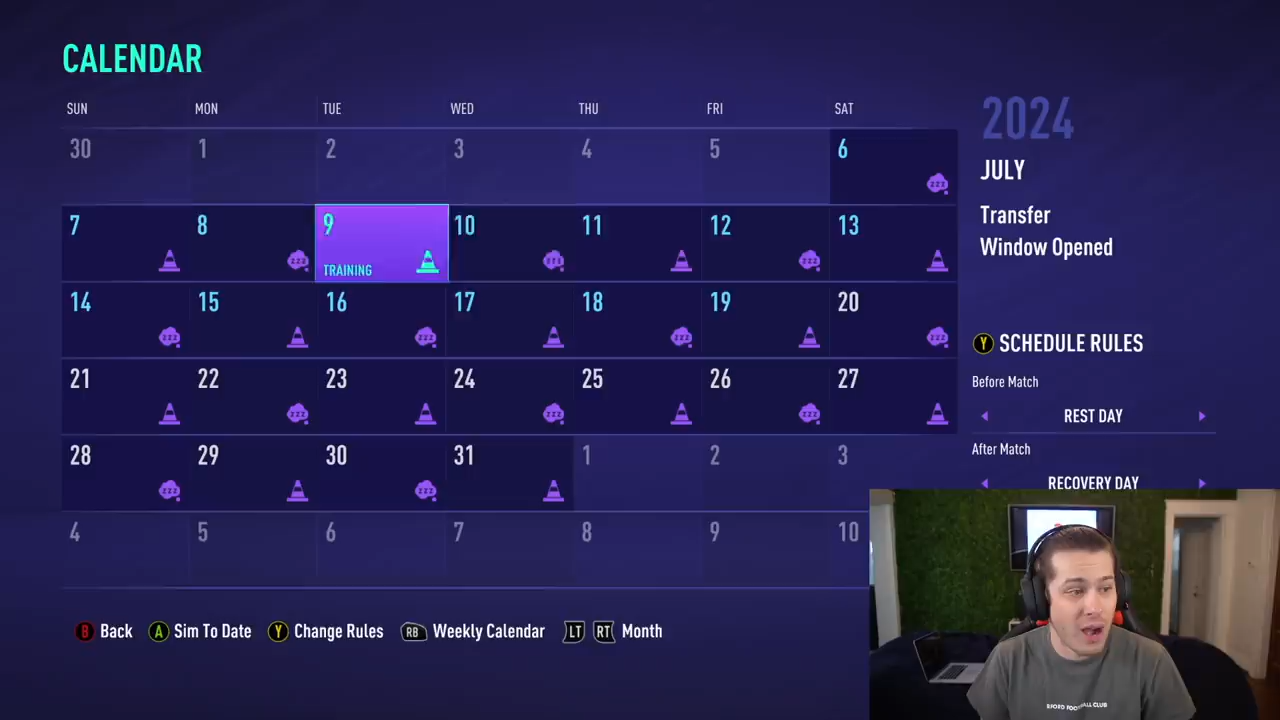 CALENDAR
SUN MON TUE WED THU FRI SAT
30 1 2 3 4 5 6
7 8 9 10 11 12 13
TRAINING
14 15 16 17 18 19 20
21 22 23 24 25 26 27
28 29 30 31 1 2 3
4 5 6 7 8 9 10
2024
JULY
Transfer
Window Opened
Y SCHEDULE RULES
Before Match
REST DAY
After Match
RECOVERY DAY
B Back A Sim To Date Y Change Rules RB Weekly Calendar LT RT Month
FOOTBALL CLUB